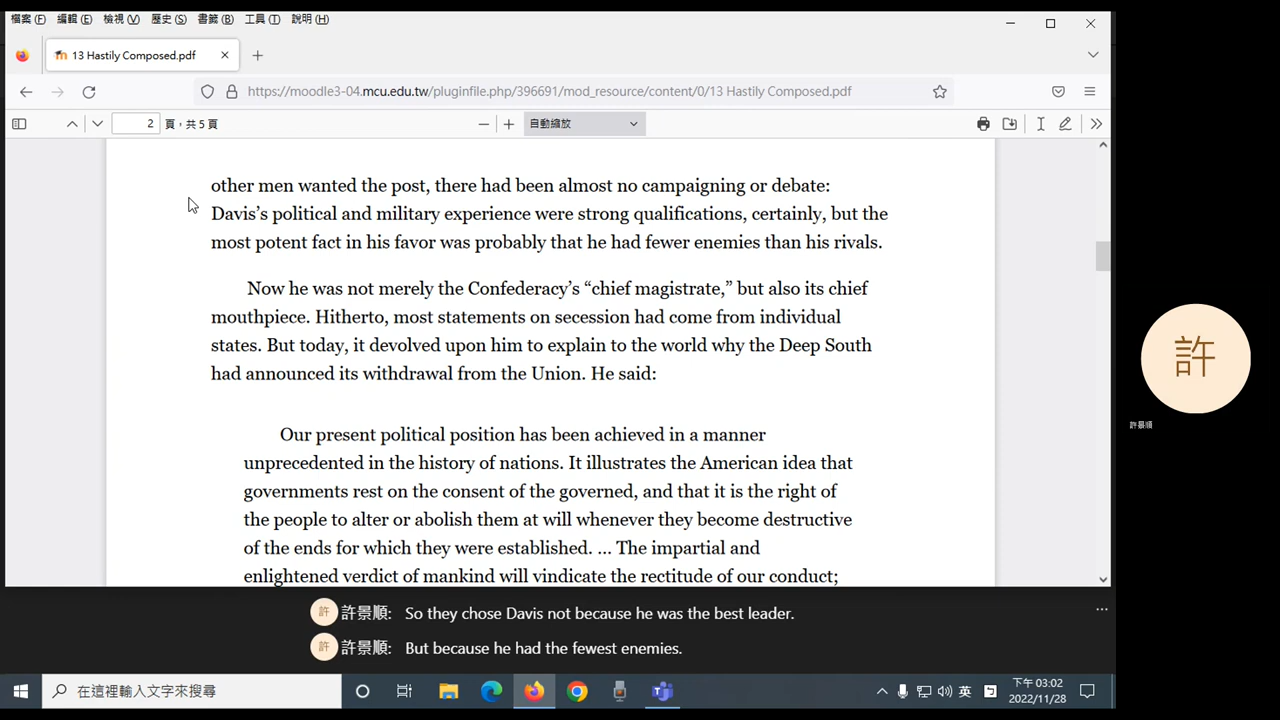 檔案 (F) 編輯 (E) 檢視 (V) 歷史 (S) 書籤 (B) 工具 (T) 說明 (H)
13 Hastily Composed.pdf
https://moodle3-04.mcu.edu.tw/pluginfile.php/396691/mod_resource/content/0/13 Hastily Composed.pdf
2 頁，共 5 頁
自動縮放
other men wanted the post, there had been almost no campaigning or debate:
Davis’s political and military experience were strong qualifications, certainly, but the
most potent fact in his favor was probably that he had fewer enemies than his rivals.
Now he was not merely the Confederacy’s “chief magistrate,” but also its chief
mouthpiece. Hitherto, most statements on secession had come from individual
states. But today, it devolved upon him to explain to the world why the Deep South
had announced its withdrawal from the Union. He said:
Our present political position has been achieved in a manner
unprecedented in the history of nations. It illustrates the American idea that
governments rest on the consent of the governed, and that it is the right of
the people to alter or abolish them at will whenever they become destructive
of the ends for which they were established. ... The impartial and
enlightened verdict of mankind will vindicate the rectitude of our conduct;
許
許景順
許 許景順: So they chose Davis not because he was the best leader.
許 許景順: But because he had the fewest enemies.
在這裡輸入文字來搜尋
英
下午 03:02
2022/11/28